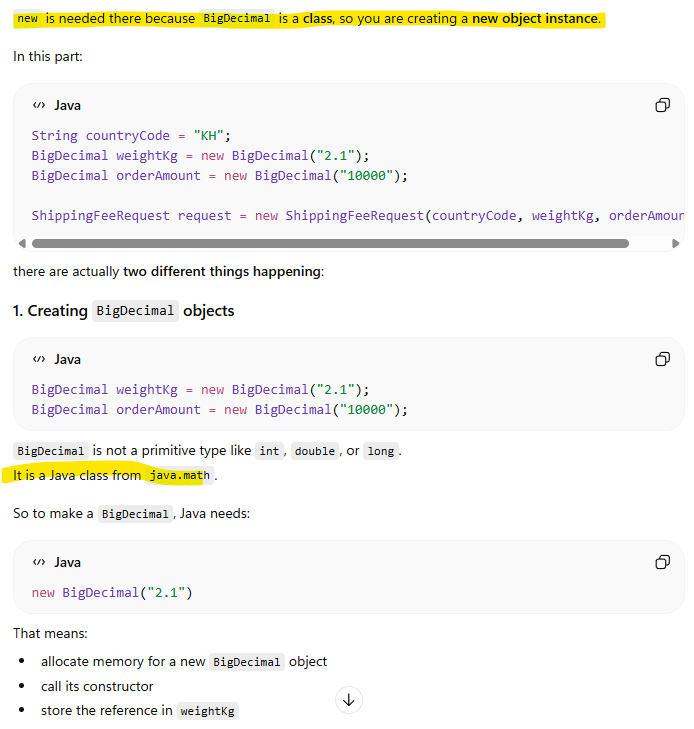 new is needed there because BigDecimal is a class, so you are creating a new object instance.
In this part:
</> Java
String countryCode = "KH";
BigDecimal weightKg = new BigDecimal("2.1");
BigDecimal orderAmount = new BigDecimal("10000");
ShippingFeeRequest request = new ShippingFeeRequest(countryCode, weightKg, orderAmoun
there are actually two different things happening:
1. Creating BigDecimal objects
</> Java
BigDecimal weightKg = new BigDecimal("2.1");
BigDecimal orderAmount = new BigDecimal("10000");
BigDecimal is not a primitive type like int, double, or long.
It is a Java class from java.math.
So to make a BigDecimal, Java needs:
</> Java
new BigDecimal("2.1")
That means:
• allocate memory for a new BigDecimal object
• call its constructor
• store the reference in weightKg